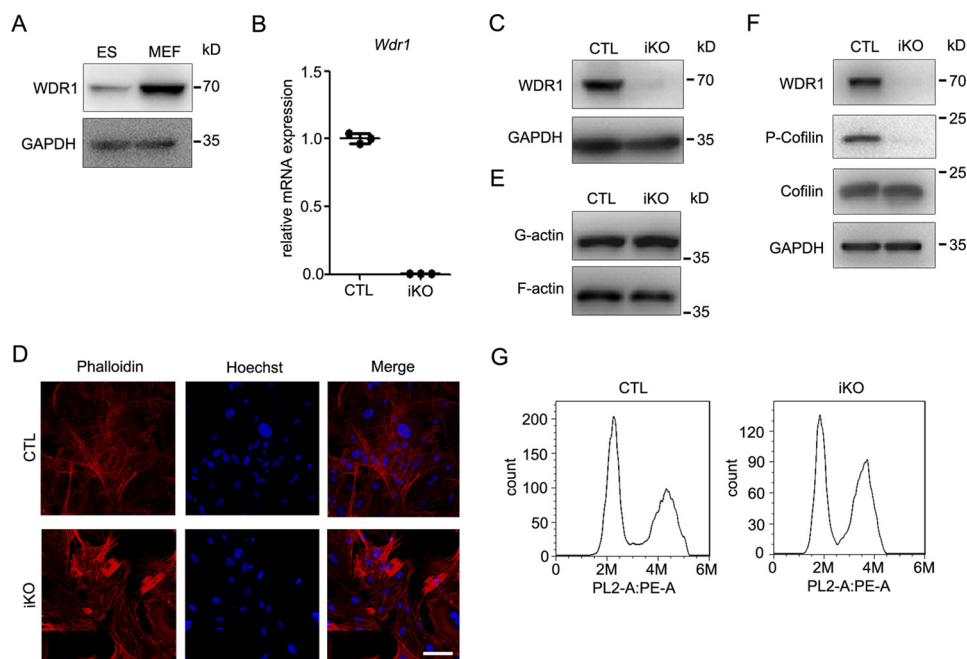 A
ES MEF kD
WDR1 -70
GAPDH -35
B
Wdr1
relative mRNA expression
1.5
1.0
0.5
0.0
CTL iKO
C
CTL iKO kD
WDR1 -70
GAPDH -35
E
CTL iKO kD
G-actin -35
F-actin -35
F
CTL iKO kD
WDR1 -70
-25
P-Cofilin
-25
Cofilin
GAPDH -35
D
Phalloidin Hoechst Merge
CTL
iKO
G
CTL
count
200
150
100
50
0
0 2M 4M 6M
PL2-A:PE-A
iKO
count
120
90
60
30
0
0 2M 4M 6M
PL2-A:PE-A